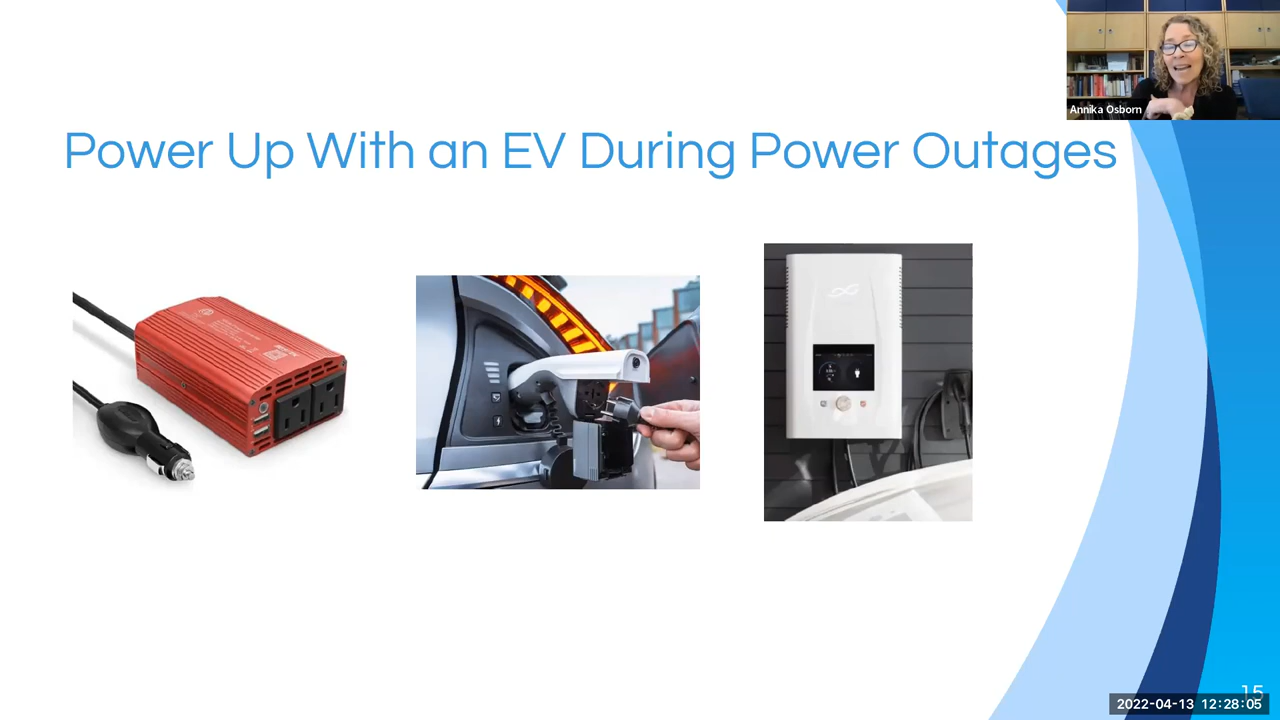 Annika Osborn
Power Up With an EV During Power Outages
15
2022-04-13 12:28:05